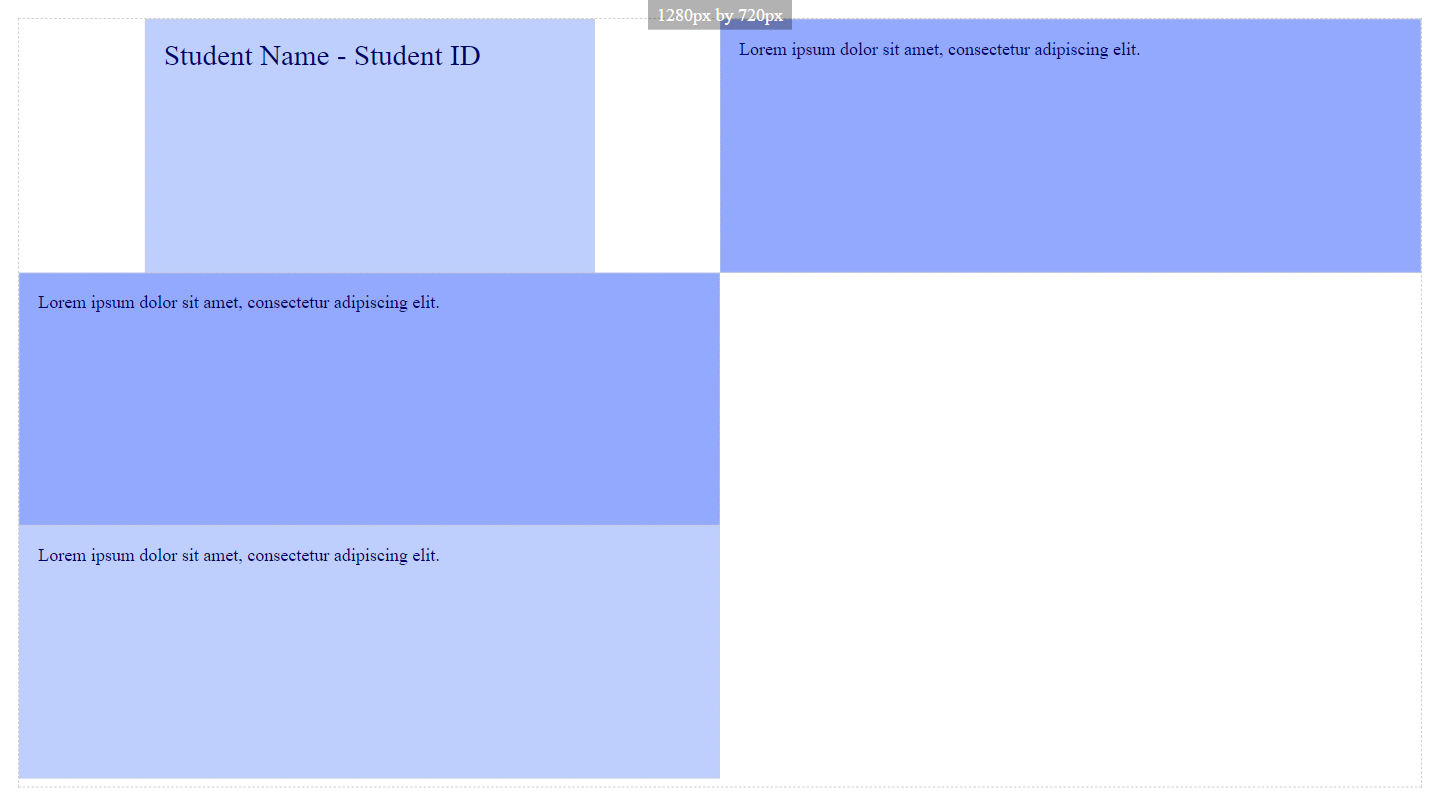 1280px by 720px
Student Name - Student ID
Lorem ipsum dolor sit amet, consectetur adipiscing elit.
Lorem ipsum dolor sit amet, consectetur adipiscing elit.
Lorem ipsum dolor sit amet, consectetur adipiscing elit.